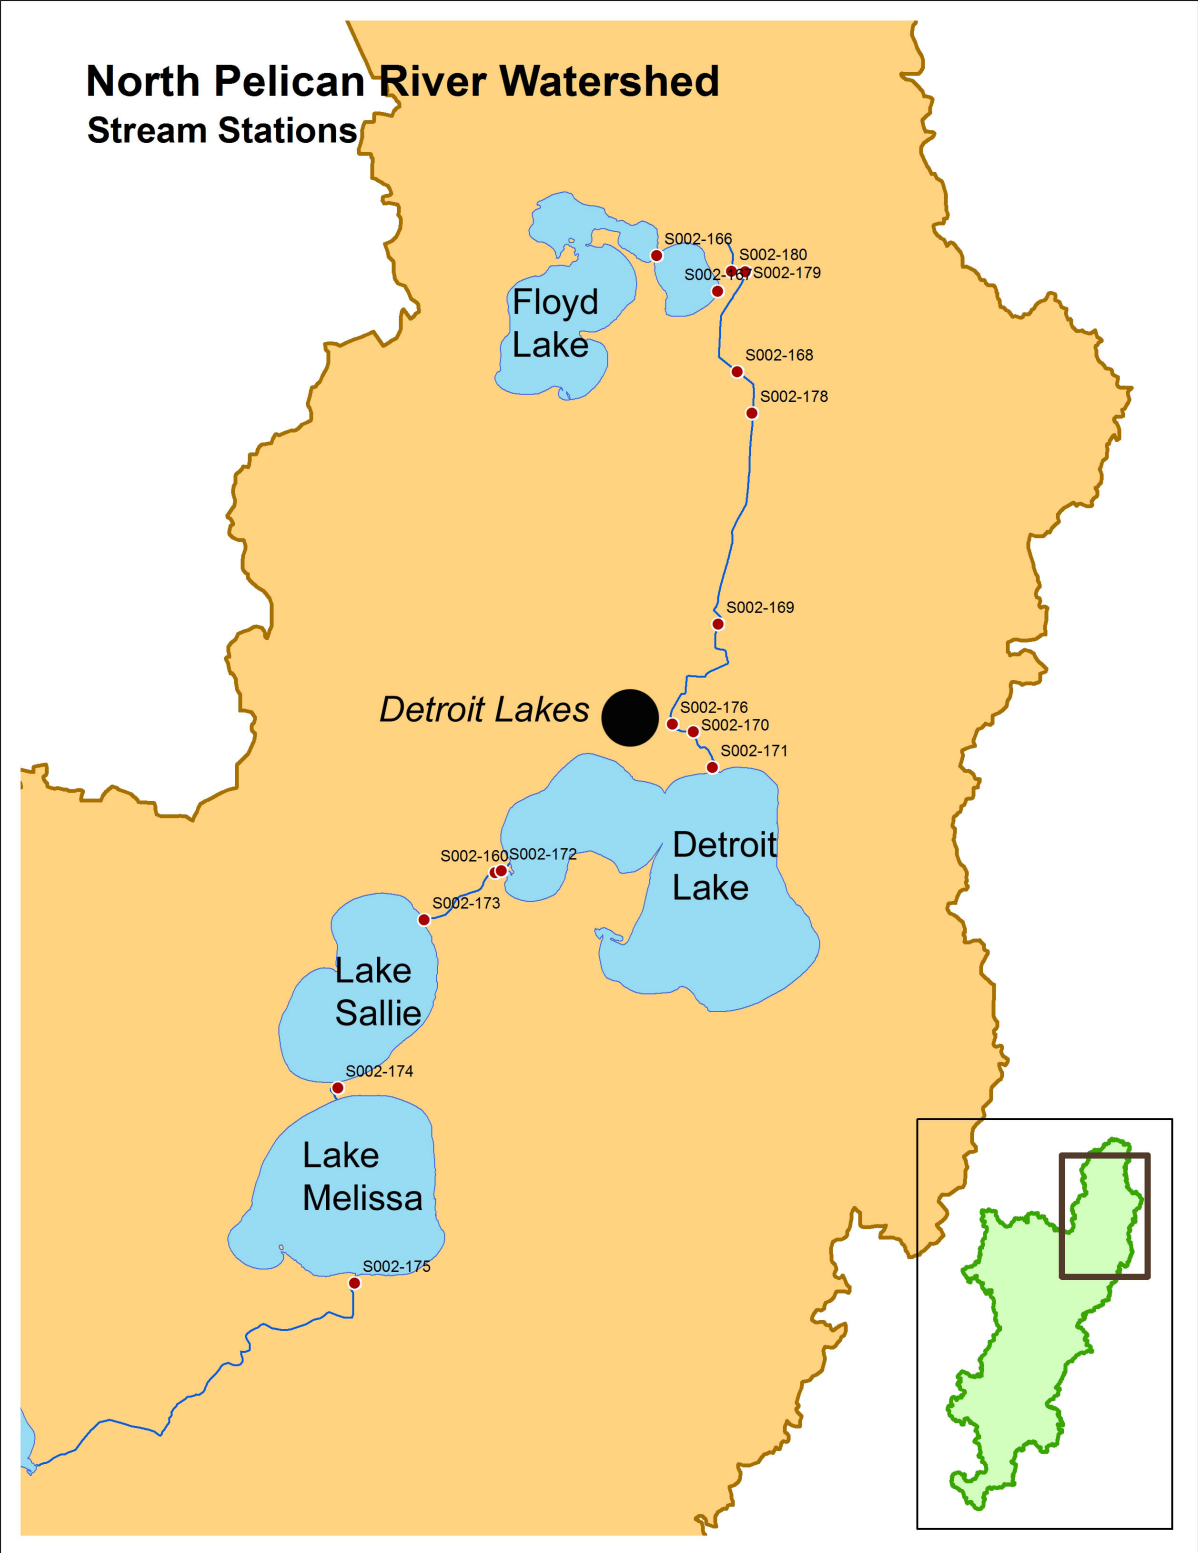 North Pelican River Watershed
Stream Stations
S002-166
S002-180
S002-167
S002-179
Floyd
Lake
S002-168
S002-178
S002-169
Detroit Lakes
S002-176
S002-170
S002-171
Detroit
Lake
S002-160
S002-172
S002-173
Lake
Sallie
S002-174
Lake
Melissa
S002-175